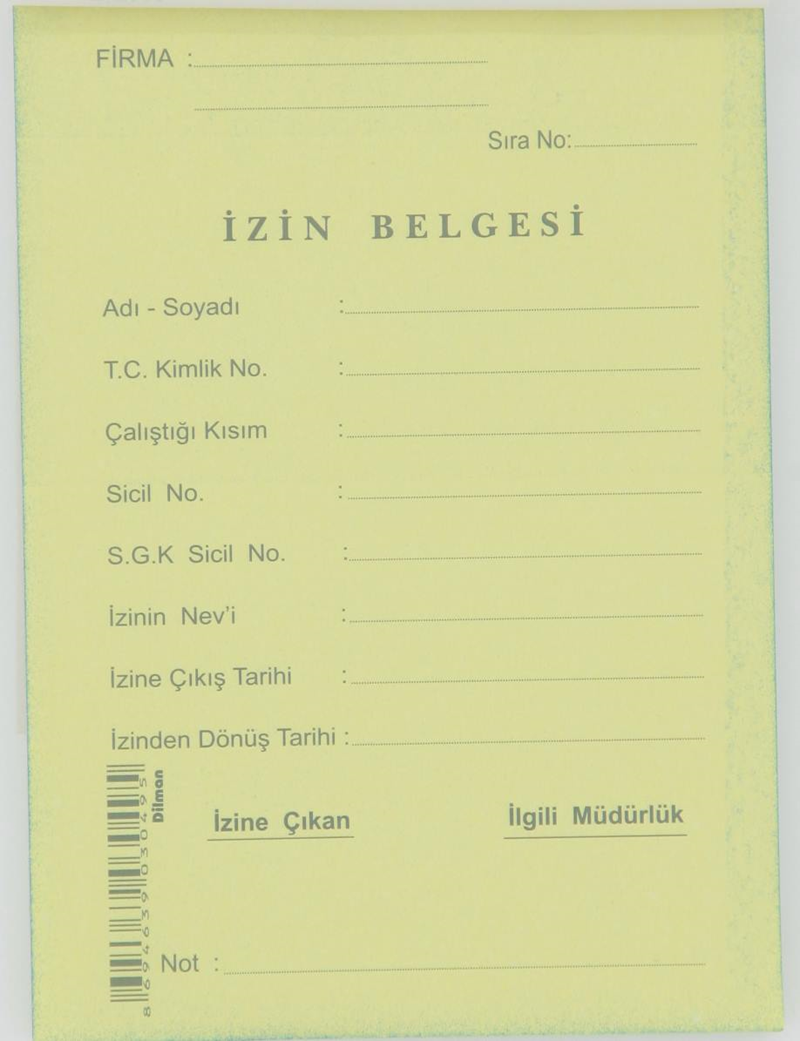 FİRMA :
Sıra No:
İZİN BELGESİ
Adı - Soyadı :
T.C. Kimlik No. :
Çalıştığı Kısım :
Sicil No. :
S.G.K Sicil No. :
İzinin Nev'i :
İzine Çıkış Tarihi :
İzinden Dönüş Tarihi :
Dilman
İzine Çıkan İlgili Müdürlük
Not :